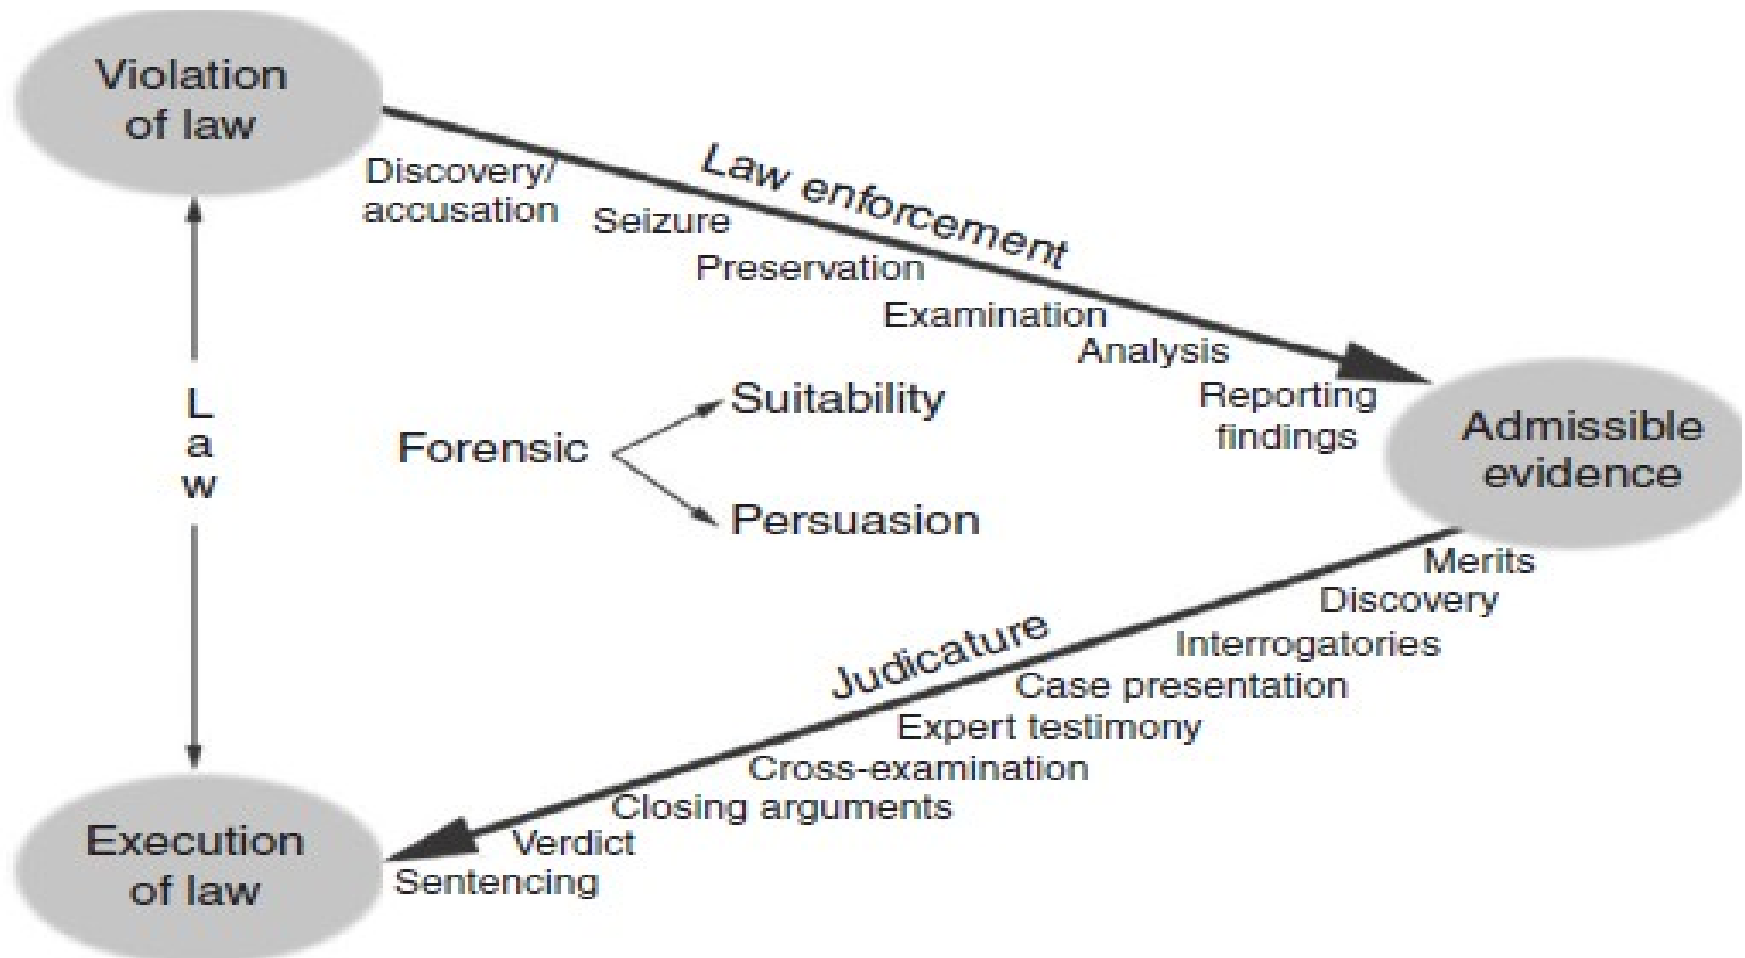 Violation
of law
Law enforcement
Discovery/
accusation
Seizure
Preservation
Examination
Analysis
Reporting
findings
Law
Forensic
Suitability
Persuasion
Admissible
evidence
Merits
Discovery
Interrogatories
Judicature
Case presentation
Expert testimony
Cross-examination
Closing arguments
Verdict
Sentencing
Execution
of law